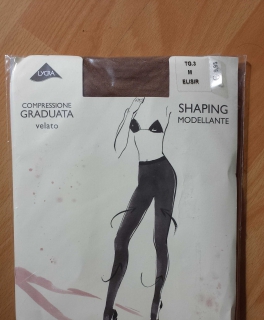 LYCRA
TG.3
M
ELISIR
COMPRESSIONE
GRADUATA
velato
SHAPING
MODELLANTE